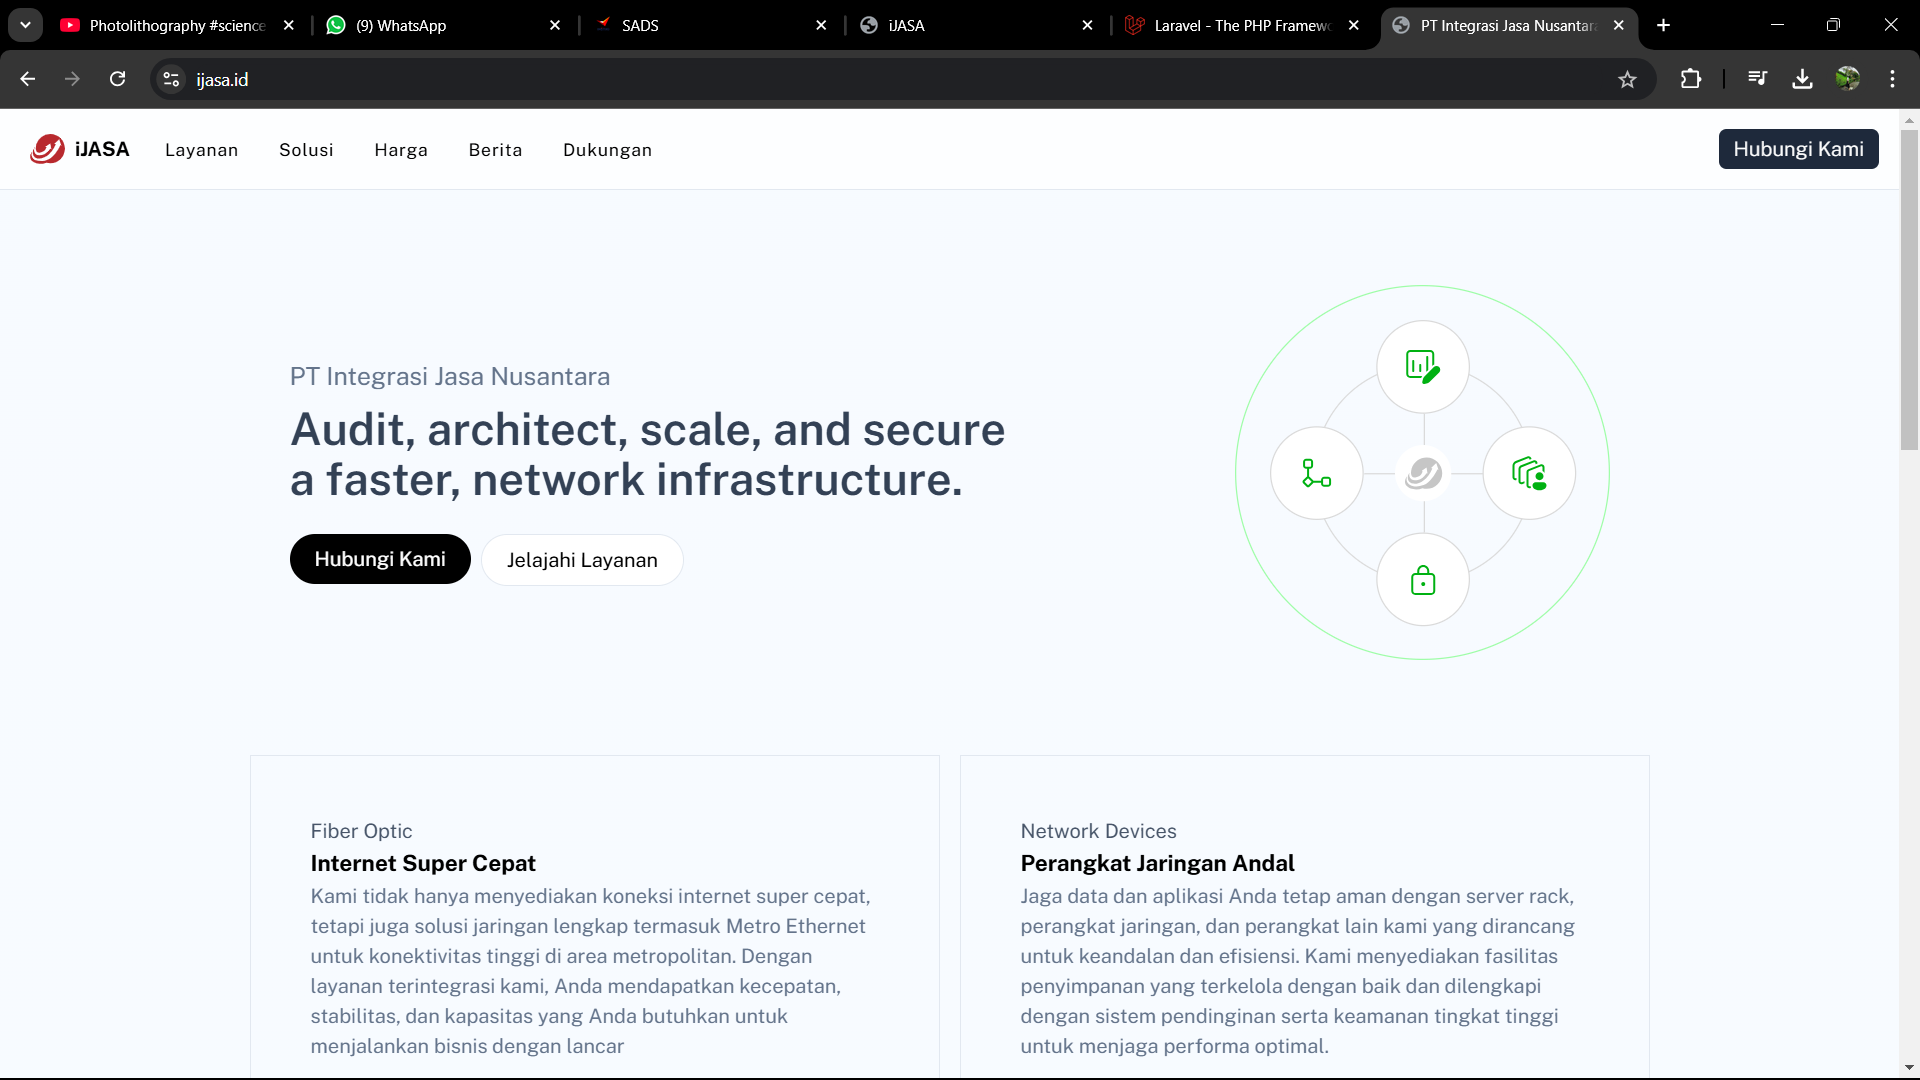 Photolithography #science
(9) WhatsApp
SADS
iJASA
Laravel - The PHP Framewo
PT Integrasi Jasa Nusantara
ijasa.id
iJASA
Layanan
Solusi
Harga
Berita
Dukungan
Hubungi Kami
PT Integrasi Jasa Nusantara
Audit, architect, scale, and secure
a faster, network infrastructure.
Hubungi Kami
Jelajahi Layanan
Fiber Optic
Internet Super Cepat
Kami tidak hanya menyediakan koneksi internet super cepat,
tetapi juga solusi jaringan lengkap termasuk Metro Ethernet
untuk konektivitas tinggi di area metropolitan. Dengan
layanan terintegrasi kami, Anda mendapatkan kecepatan,
stabilitas, dan kapasitas yang Anda butuhkan untuk
menjalankan bisnis dengan lancar
Network Devices
Perangkat Jaringan Andal
Jaga data dan aplikasi Anda tetap aman dengan server rack,
perangkat jaringan, dan perangkat lain kami yang dirancang
untuk keandalan dan efisiensi. Kami menyediakan fasilitas
penyimpanan yang terkelola dengan baik dan dilengkapi
dengan sistem pendinginan serta keamanan tingkat tinggi
untuk menjaga performa optimal.